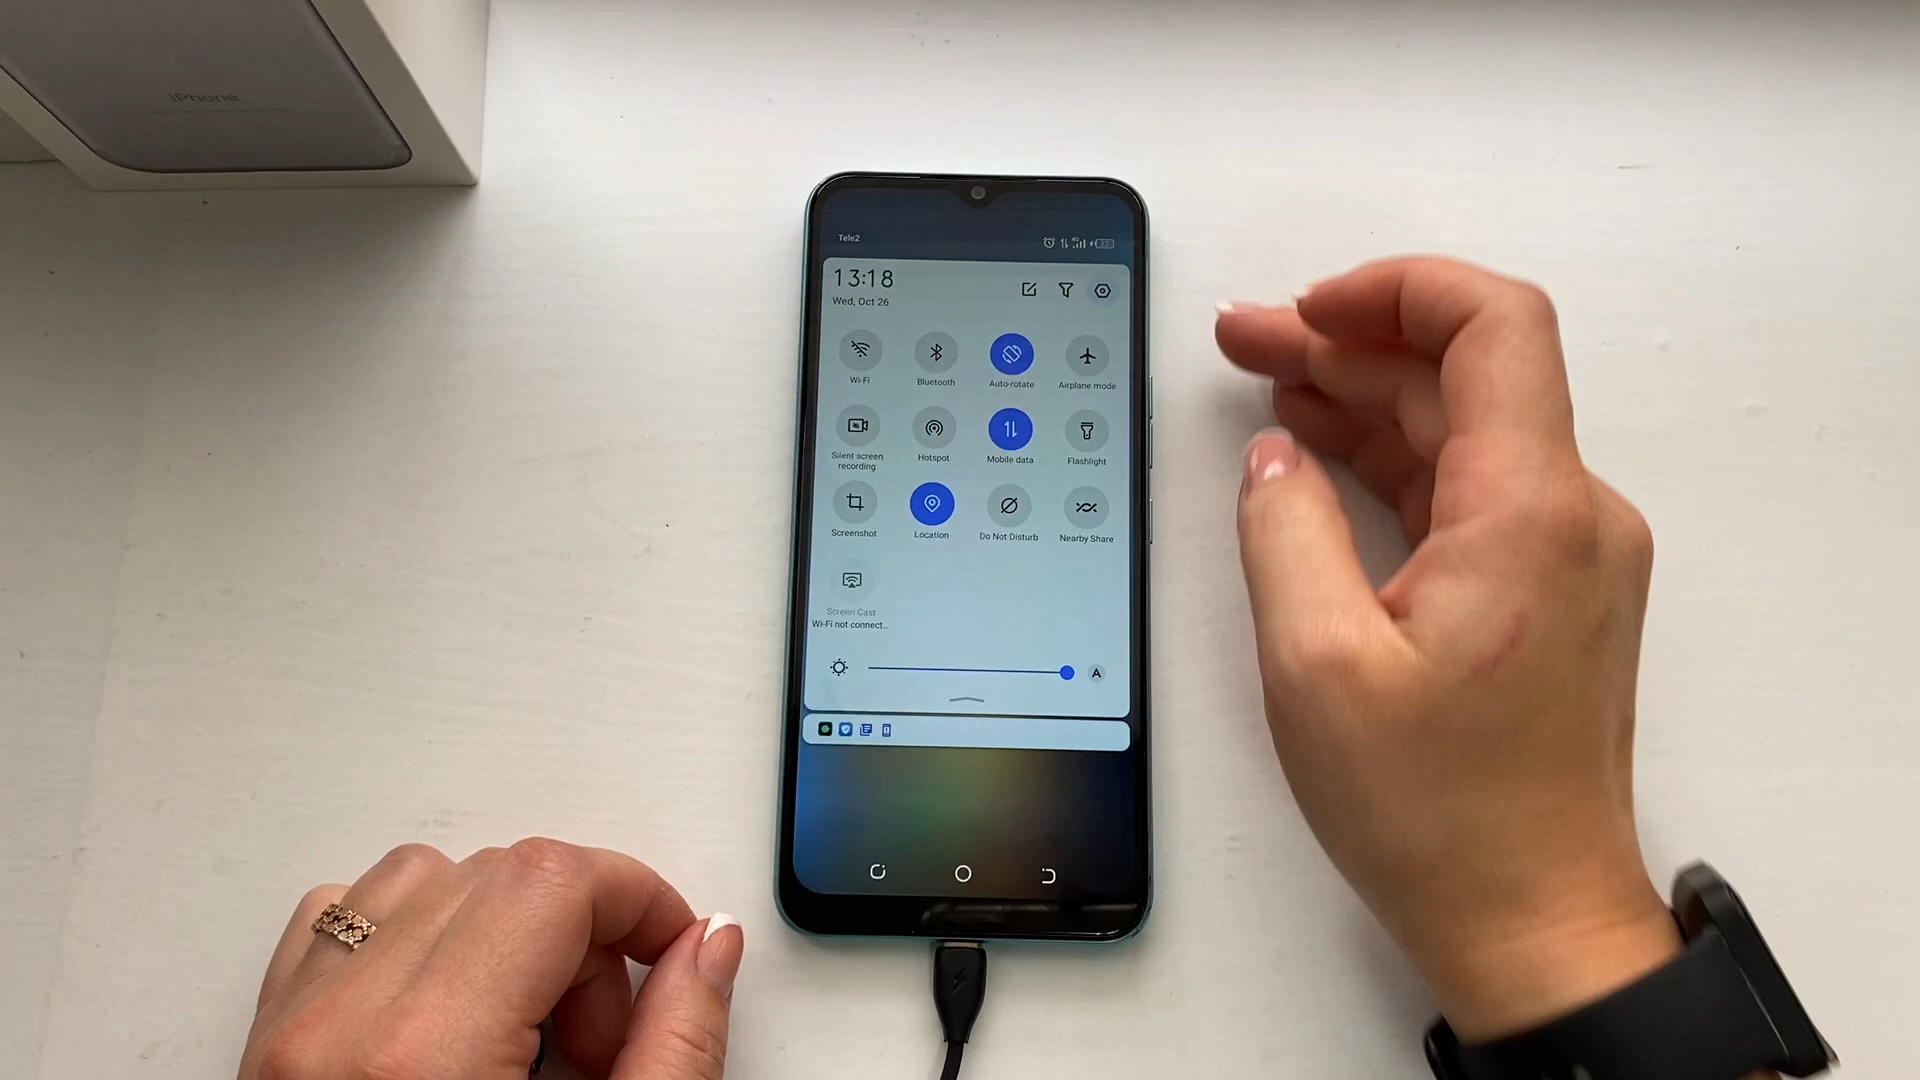 iPhone
Tele2
13:18
Wed, Oct 26
Wi-Fi
Bluetooth
Auto-rotate
Airplane mode
Silent screen
recording
Hotspot
Mobile data
Flashlight
Screenshot
Location
Do Not Disturb
Nearby Share
Screen Cast
Wi-Fi not connect...
A